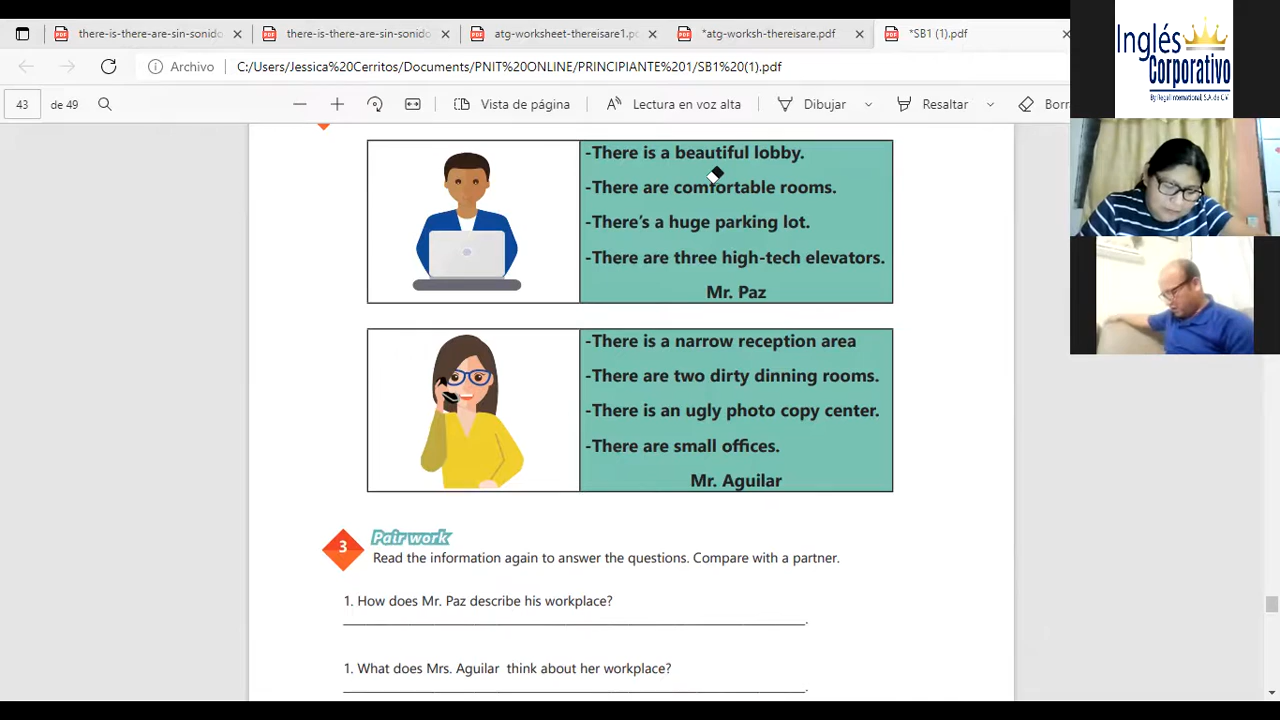 there-is-there-are-sin-sonido
there-is-there-are-sin-sonido
atg-worksheet-thereisare1.pd
*atg-worksh-thereisare.pdf
*SB1 (1).pdf
Archivo
C:/Users/Jessica%20Cerritos/Documents/PNIT%20ONLINE/PRINCIPIANTE%201/SB1%20(1).pdf
43
de 49
Vista de página
Lectura en voz alta
Dibujar
Resaltar
Borr
Inglés
Corporativo
By Regal International, S.A. de C.V.
-There is a beautiful lobby.
-There are comfortable rooms.
-There's a huge parking lot.
-There are three high-tech elevators.
Mr. Paz
-There is a narrow reception area
-There are two dirty dinning rooms.
-There is an ugly photo copy center.
-There are small offices.
Mr. Aguilar
3
Pair work
Read the information again to answer the questions. Compare with a partner.
1. How does Mr. Paz describe his workplace?
1. What does Mrs. Aguilar think about her workplace?